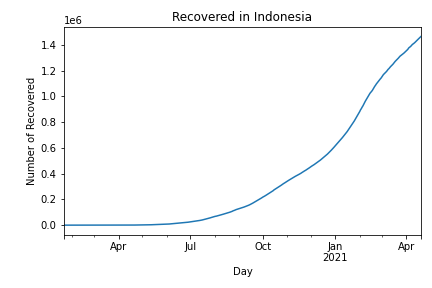 Recovered in Indonesia
1e6
1.4
1.2
1.0
0.8
0.6
0.4
0.2
0.0
Number of Recovered
Apr
Jul
Oct
Jan
2021
Apr
Day